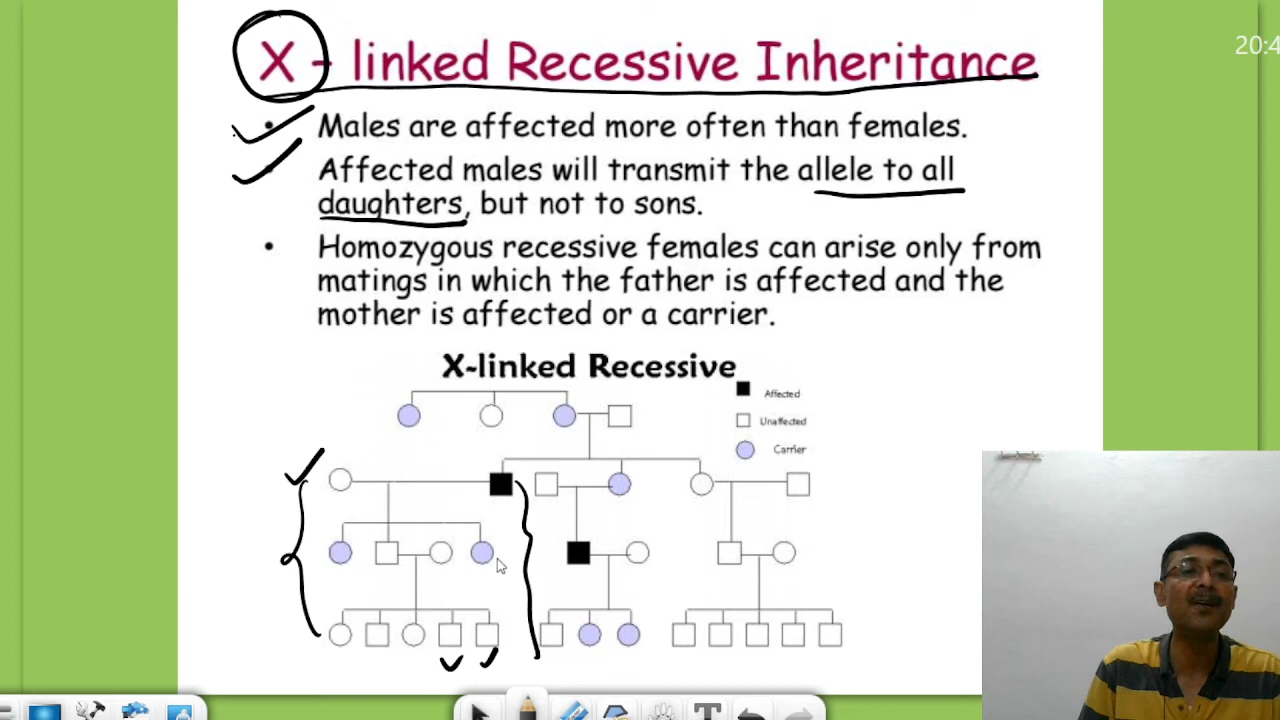 20:4
X - linked Recessive Inheritance
• Males are affected more often than females.
• Affected males will transmit the allele to all
daughters, but not to sons.
• Homozygous recessive females can arise only from
matings in which the father is affected and the
mother is affected or a carrier.
X-linked Recessive
Affected
Unaffected
Carrier
T